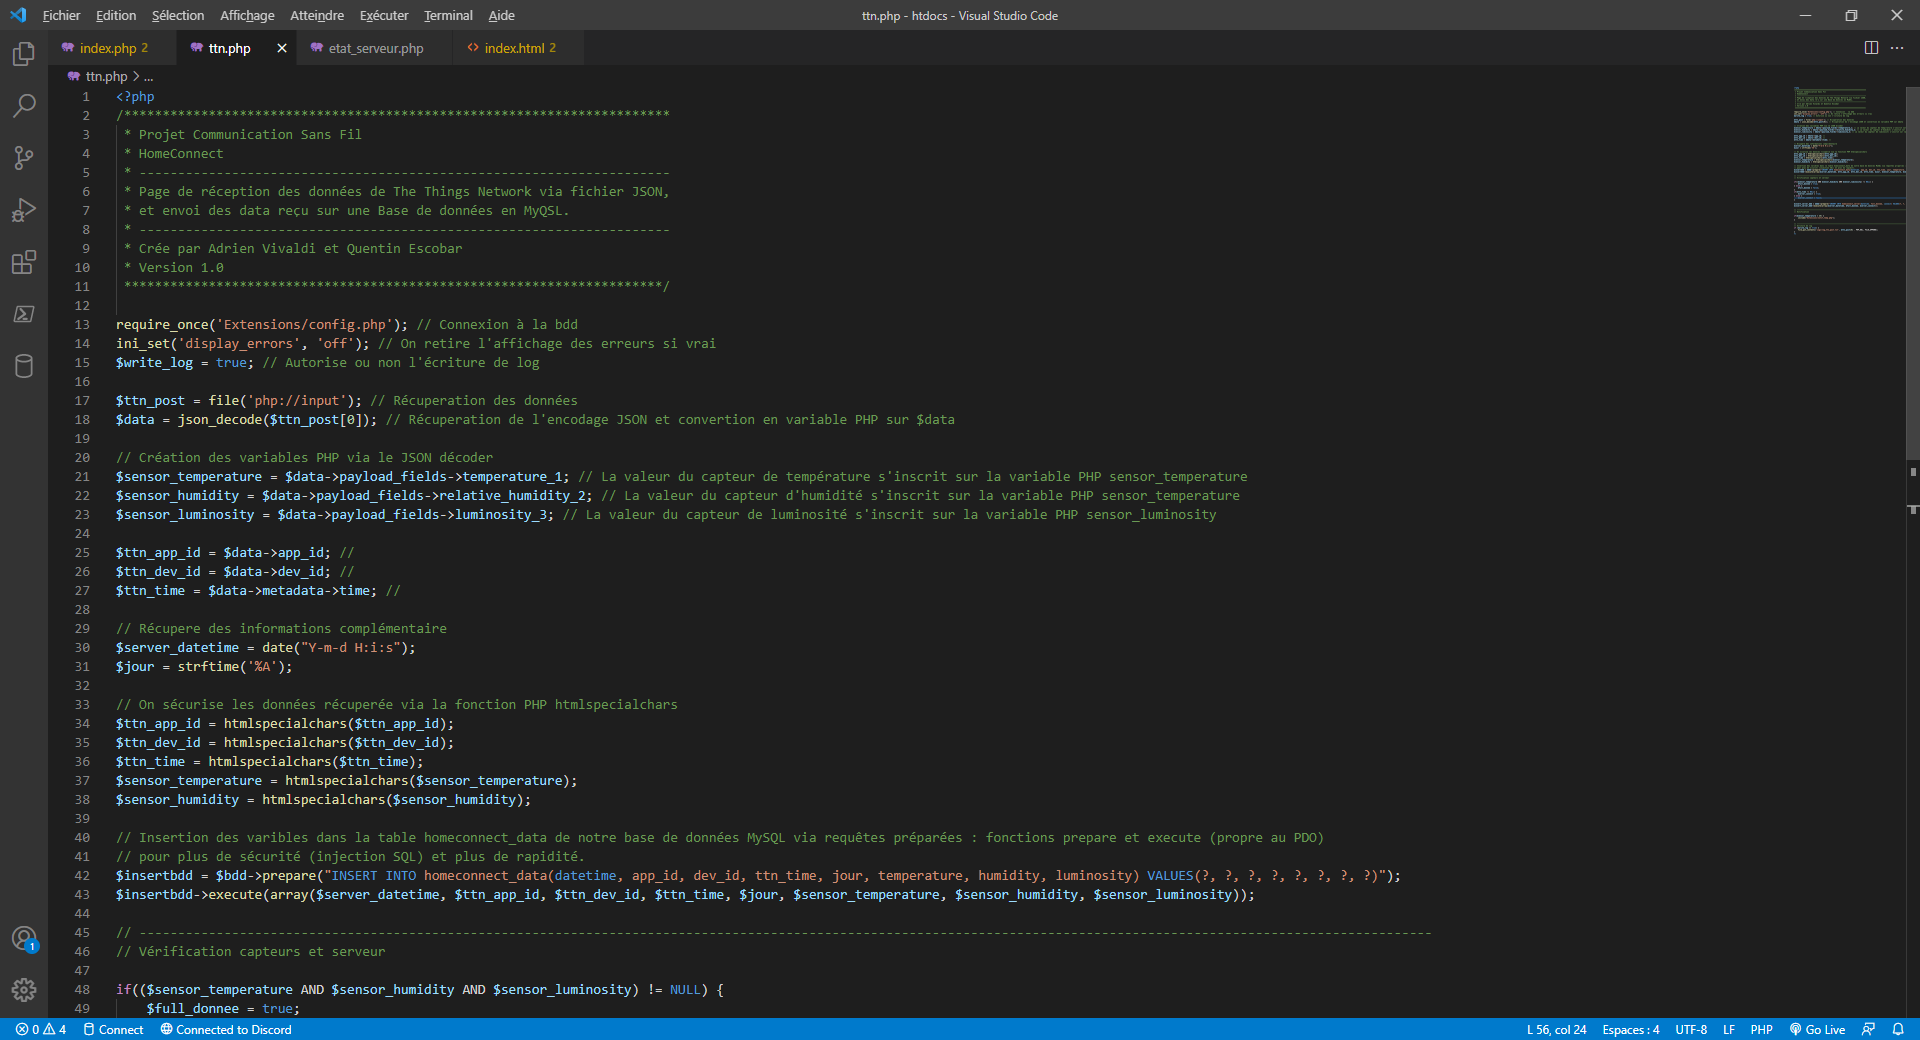 Fichier Edition Sélection Affichage Atteindre Exécuter Terminal Aide
ttn.php - htdocs - Visual Studio Code
index.php 2 ttn.php etat_serveur.php index.html 2
ttn.php > ...
1 <?php
2 /***********************************************************************
3 * Projet Communication Sans Fil
4 * HomeConnect
5 * ---------------------------------------------------------------------
6 * Page de réception des données de The Things Network via fichier JSON,
7 * et envoi des data reçu sur une Base de données en MyQSL.
8 * ---------------------------------------------------------------------
9 * Crée par Adrien Vivaldi et Quentin Escobar
10 * Version 1.0
11 **********************************************************************/
12
13 require_once('Extensions/config.php'); // Connexion à la bdd
14 ini_set('display_errors', 'off'); // On retire l'affichage des erreurs si vrai
15 $write_log = true; // Autorise ou non l'écriture de log
16
17 $ttn_post = file('php://input'); // Récuperation des données
18 $data = json_decode($ttn_post[0]); // Récuperation de l'encodage JSON et convertion en variable PHP sur $data
19
20 // Création des variables PHP via le JSON décoder
21 $sensor_temperature = $data->payload_fields->temperature_1; // La valeur du capteur de température s'inscrit sur la variable PHP sensor_temperature
22 $sensor_humidity = $data->payload_fields->relative_humidity_2; // La valeur du capteur d'humidité s'inscrit sur la variable PHP sensor_temperature
23 $sensor_luminosity = $data->payload_fields->luminosity_3; // La valeur du capteur de luminosité s'inscrit sur la variable PHP sensor_luminosity
24
25 $ttn_app_id = $data->app_id; //
26 $ttn_dev_id = $data->dev_id; //
27 $ttn_time = $data->metadata->time; //
28
29 // Récupere des informations complémentaire
30 $server_datetime = date("Y-m-d H:i:s");
31 $jour = strftime('%A');
32
33 // On sécurise les données récuperée via la fonction PHP htmlspecialchars
34 $ttn_app_id = htmlspecialchars($ttn_app_id);
35 $ttn_dev_id = htmlspecialchars($ttn_dev_id);
36 $ttn_time = htmlspecialchars($ttn_time);
37 $sensor_temperature = htmlspecialchars($sensor_temperature);
38 $sensor_humidity = htmlspecialchars($sensor_humidity);
39
40 // Insertion des varibles dans la table homeconnect_data de notre base de données MySQL via requêtes préparées : fonctions prepare et execute (propre au PDO)
41 // pour plus de sécurité (injection SQL) et plus de rapidité.
42 $insertbdd = $bdd->prepare("INSERT INTO homeconnect_data(datetime, app_id, dev_id, ttn_time, jour, temperature, humidity, luminosity) VALUES(?, ?, ?, ?, ?, ?, ?, ?)");
43 $insertbdd->execute(array($server_datetime, $ttn_app_id, $ttn_dev_id, $ttn_time, $jour, $sensor_temperature, $sensor_humidity, $sensor_luminosity));
44
45 // ------------------------------------------------------------------------------------------------------------------------------------------------------------------------
46 // Vérification capteurs et serveur
47
48 if(($sensor_temperature AND $sensor_humidity AND $sensor_luminosity) != NULL) {
49 $full_donnee = true;
1
0 4 Connect Connected to Discord L 56, col 24 Espaces : 4 UTF-8 LF PHP Go Live